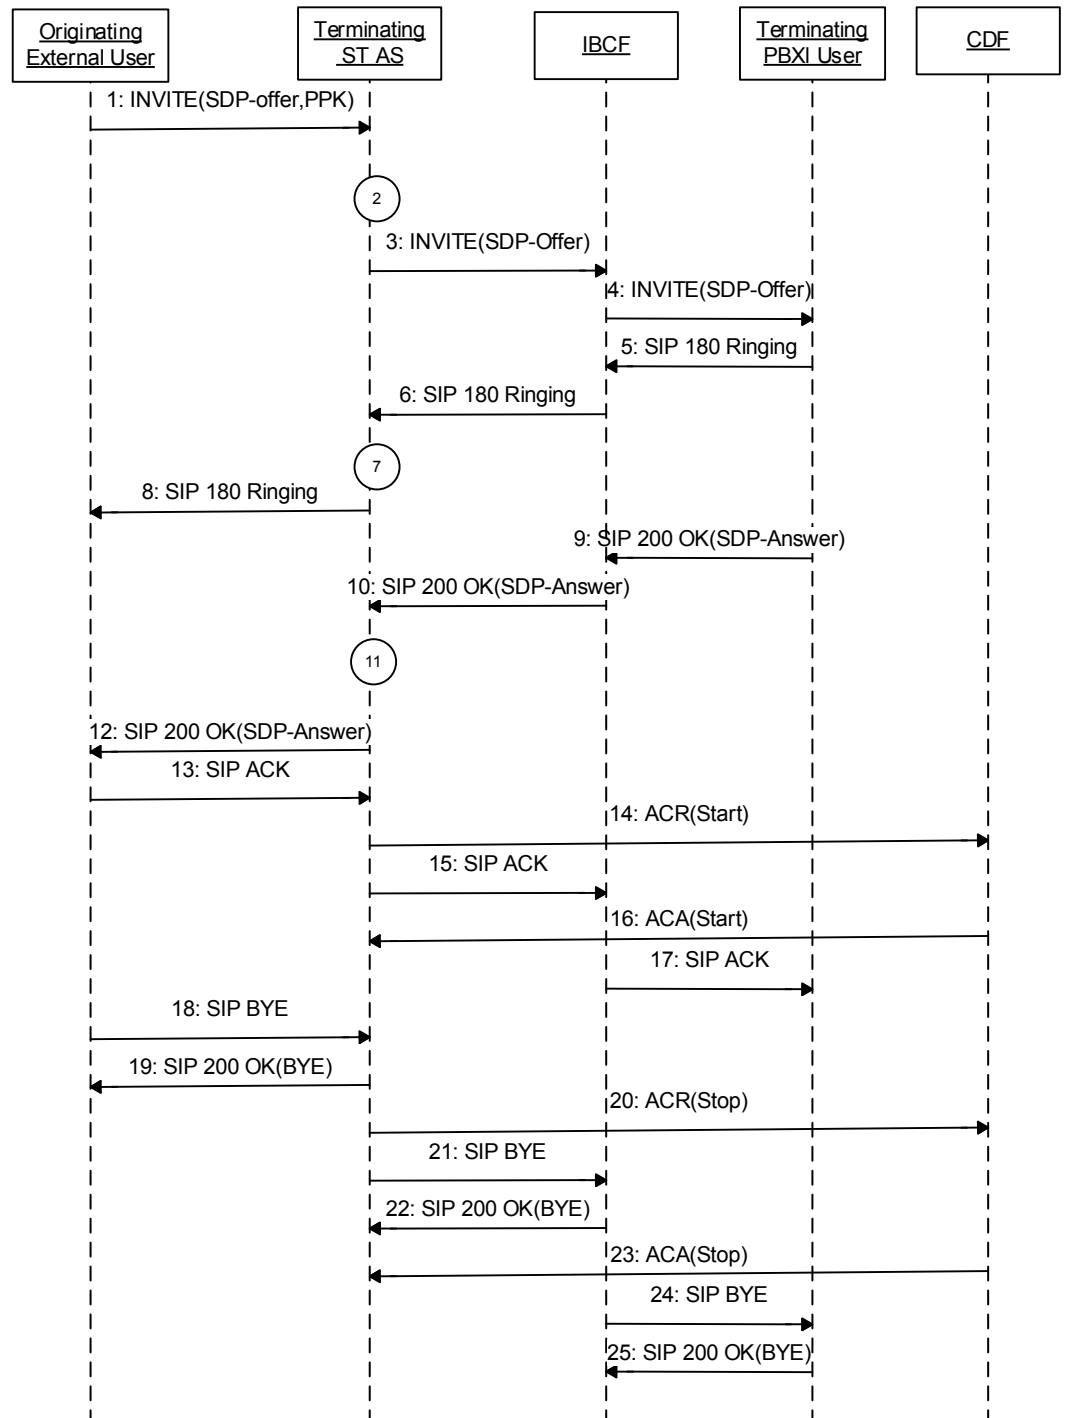 Originating
External User
Terminating
ST AS
IBCF
Terminating
PBXI User
CDF
1: INVITE(SDP-offer,PPK)
2
3: INVITE(SDP-Offer)
4: INVITE(SDP-Offer)
5: SIP 180 Ringing
6: SIP 180 Ringing
7
8: SIP 180 Ringing
9: SIP 200 OK(SDP-Answer)
10: SIP 200 OK(SDP-Answer)
11
12: SIP 200 OK(SDP-Answer)
13: SIP ACK
14: ACR(Start)
15: SIP ACK
16: ACA(Start)
17: SIP ACK
18: SIP BYE
19: SIP 200 OK(BYE)
20: ACR(Stop)
21: SIP BYE
22: SIP 200 OK(BYE)
23: ACA(Stop)
24: SIP BYE
25: SIP 200 OK(BYE)